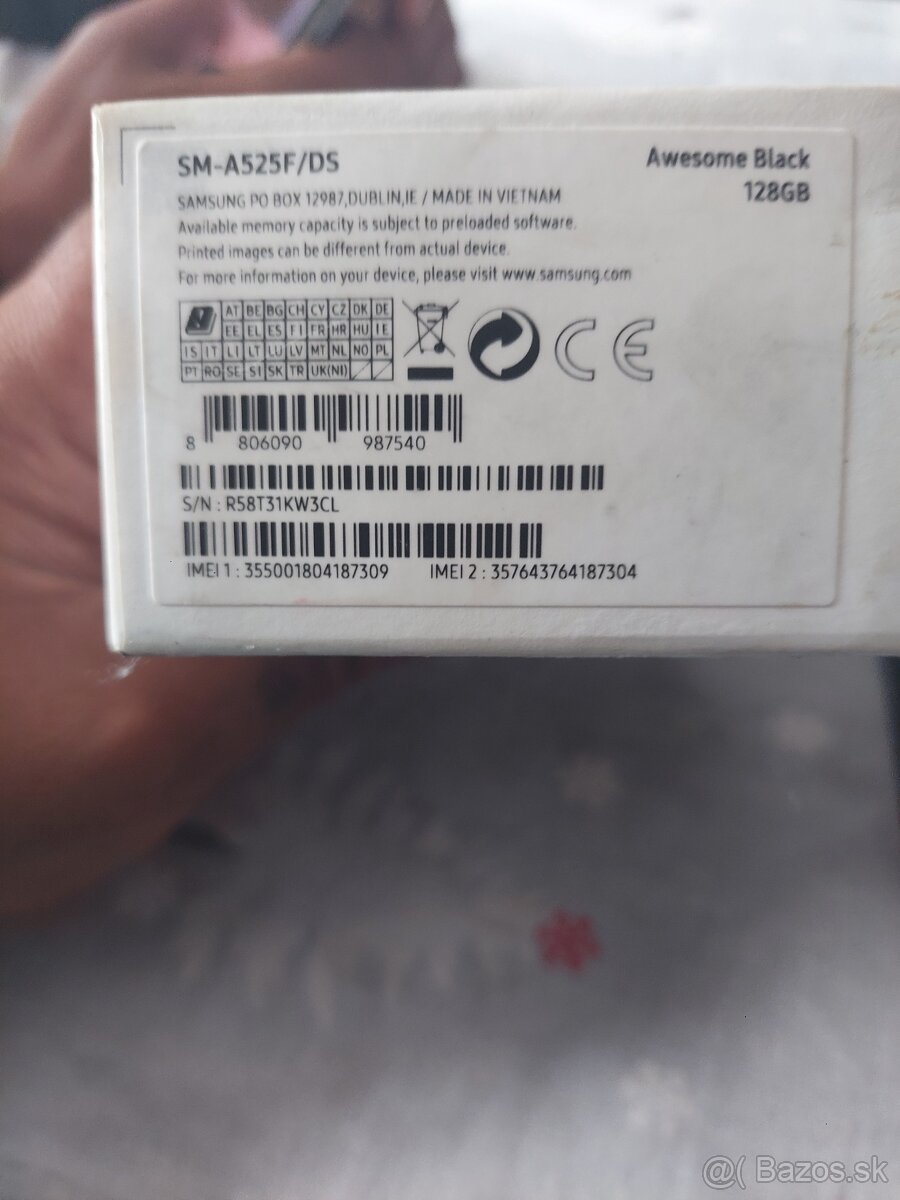 SM-A525F/DS
Awesome Black
128GB
SAMSUNG PO BOX 12987,DUBLIN,IE / MADE IN VIETNAM
Available memory capacity is subject to preloaded software.
Printed images can be different from actual device.
For more information on your device, please visit www.samsung.com
AT BE BG CH CY CZ DK DE
EE EL ES FI FR HR HU IE
IS IT LI LT LU LV MT NL NO PL
PT RO SE SI SK TR UK(NI)
CE
8 806090 987540
S/N : R58T31KW3CL
IMEI 1 : 355001804187309 IMEI 2 : 357643764187304
@( Bazos.sk